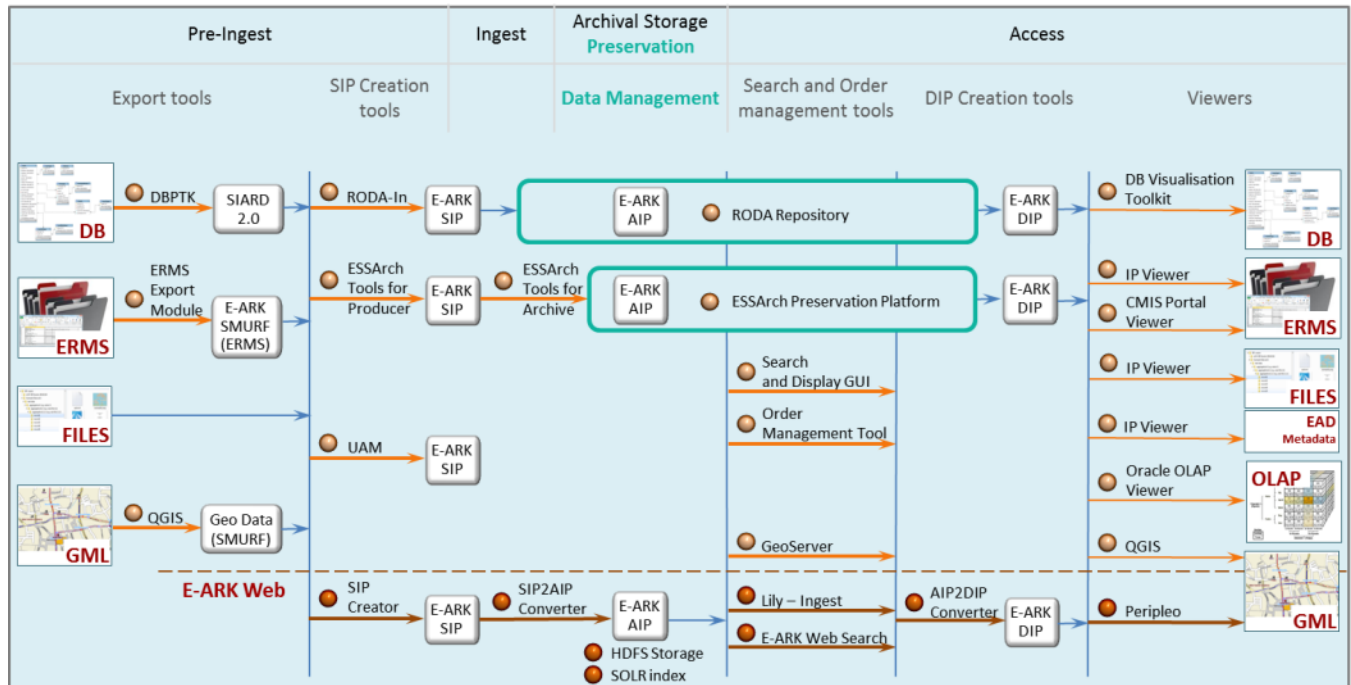 Pre-Ingest
Ingest
Archival Storage
Preservation
Access
Export tools
SIP Creation
tools
Data Management
Search and Order
management tools
DIP Creation tools
Viewers
DB
DBPTK
SIARD
2.0
RODA-In
E-ARK
SIP
E-ARK
AIP
RODA Repository
E-ARK
DIP
DB Visualisation
Toolkit
DB
ERMS
ERMS
Export
Module
E-ARK
SMURF
(ERMS)
ESSArch
Tools for
Producer
E-ARK
SIP
ESSArch
Tools for
Archive
E-ARK
AIP
ESSArch Preservation Platform
E-ARK
DIP
IP Viewer
CMIS Portal
Viewer
ERMS
Search
and Display GUI
IP Viewer
FILES
FILES
Order
Management Tool
IP Viewer
EAD
Metadata
UAM
E-ARK
SIP
Oracle OLAP
Viewer
OLAP
GML
QGIS
Geo Data
(SMURF)
GeoServer
QGIS
E-ARK Web
SIP
Creator
E-ARK
SIP
SIP2AIP
Converter
E-ARK
AIP
HDFS Storage
SOLR index
Lily – Ingest
E-ARK Web Search
AIP2DIP
Converter
E-ARK
DIP
Peripleo
GML